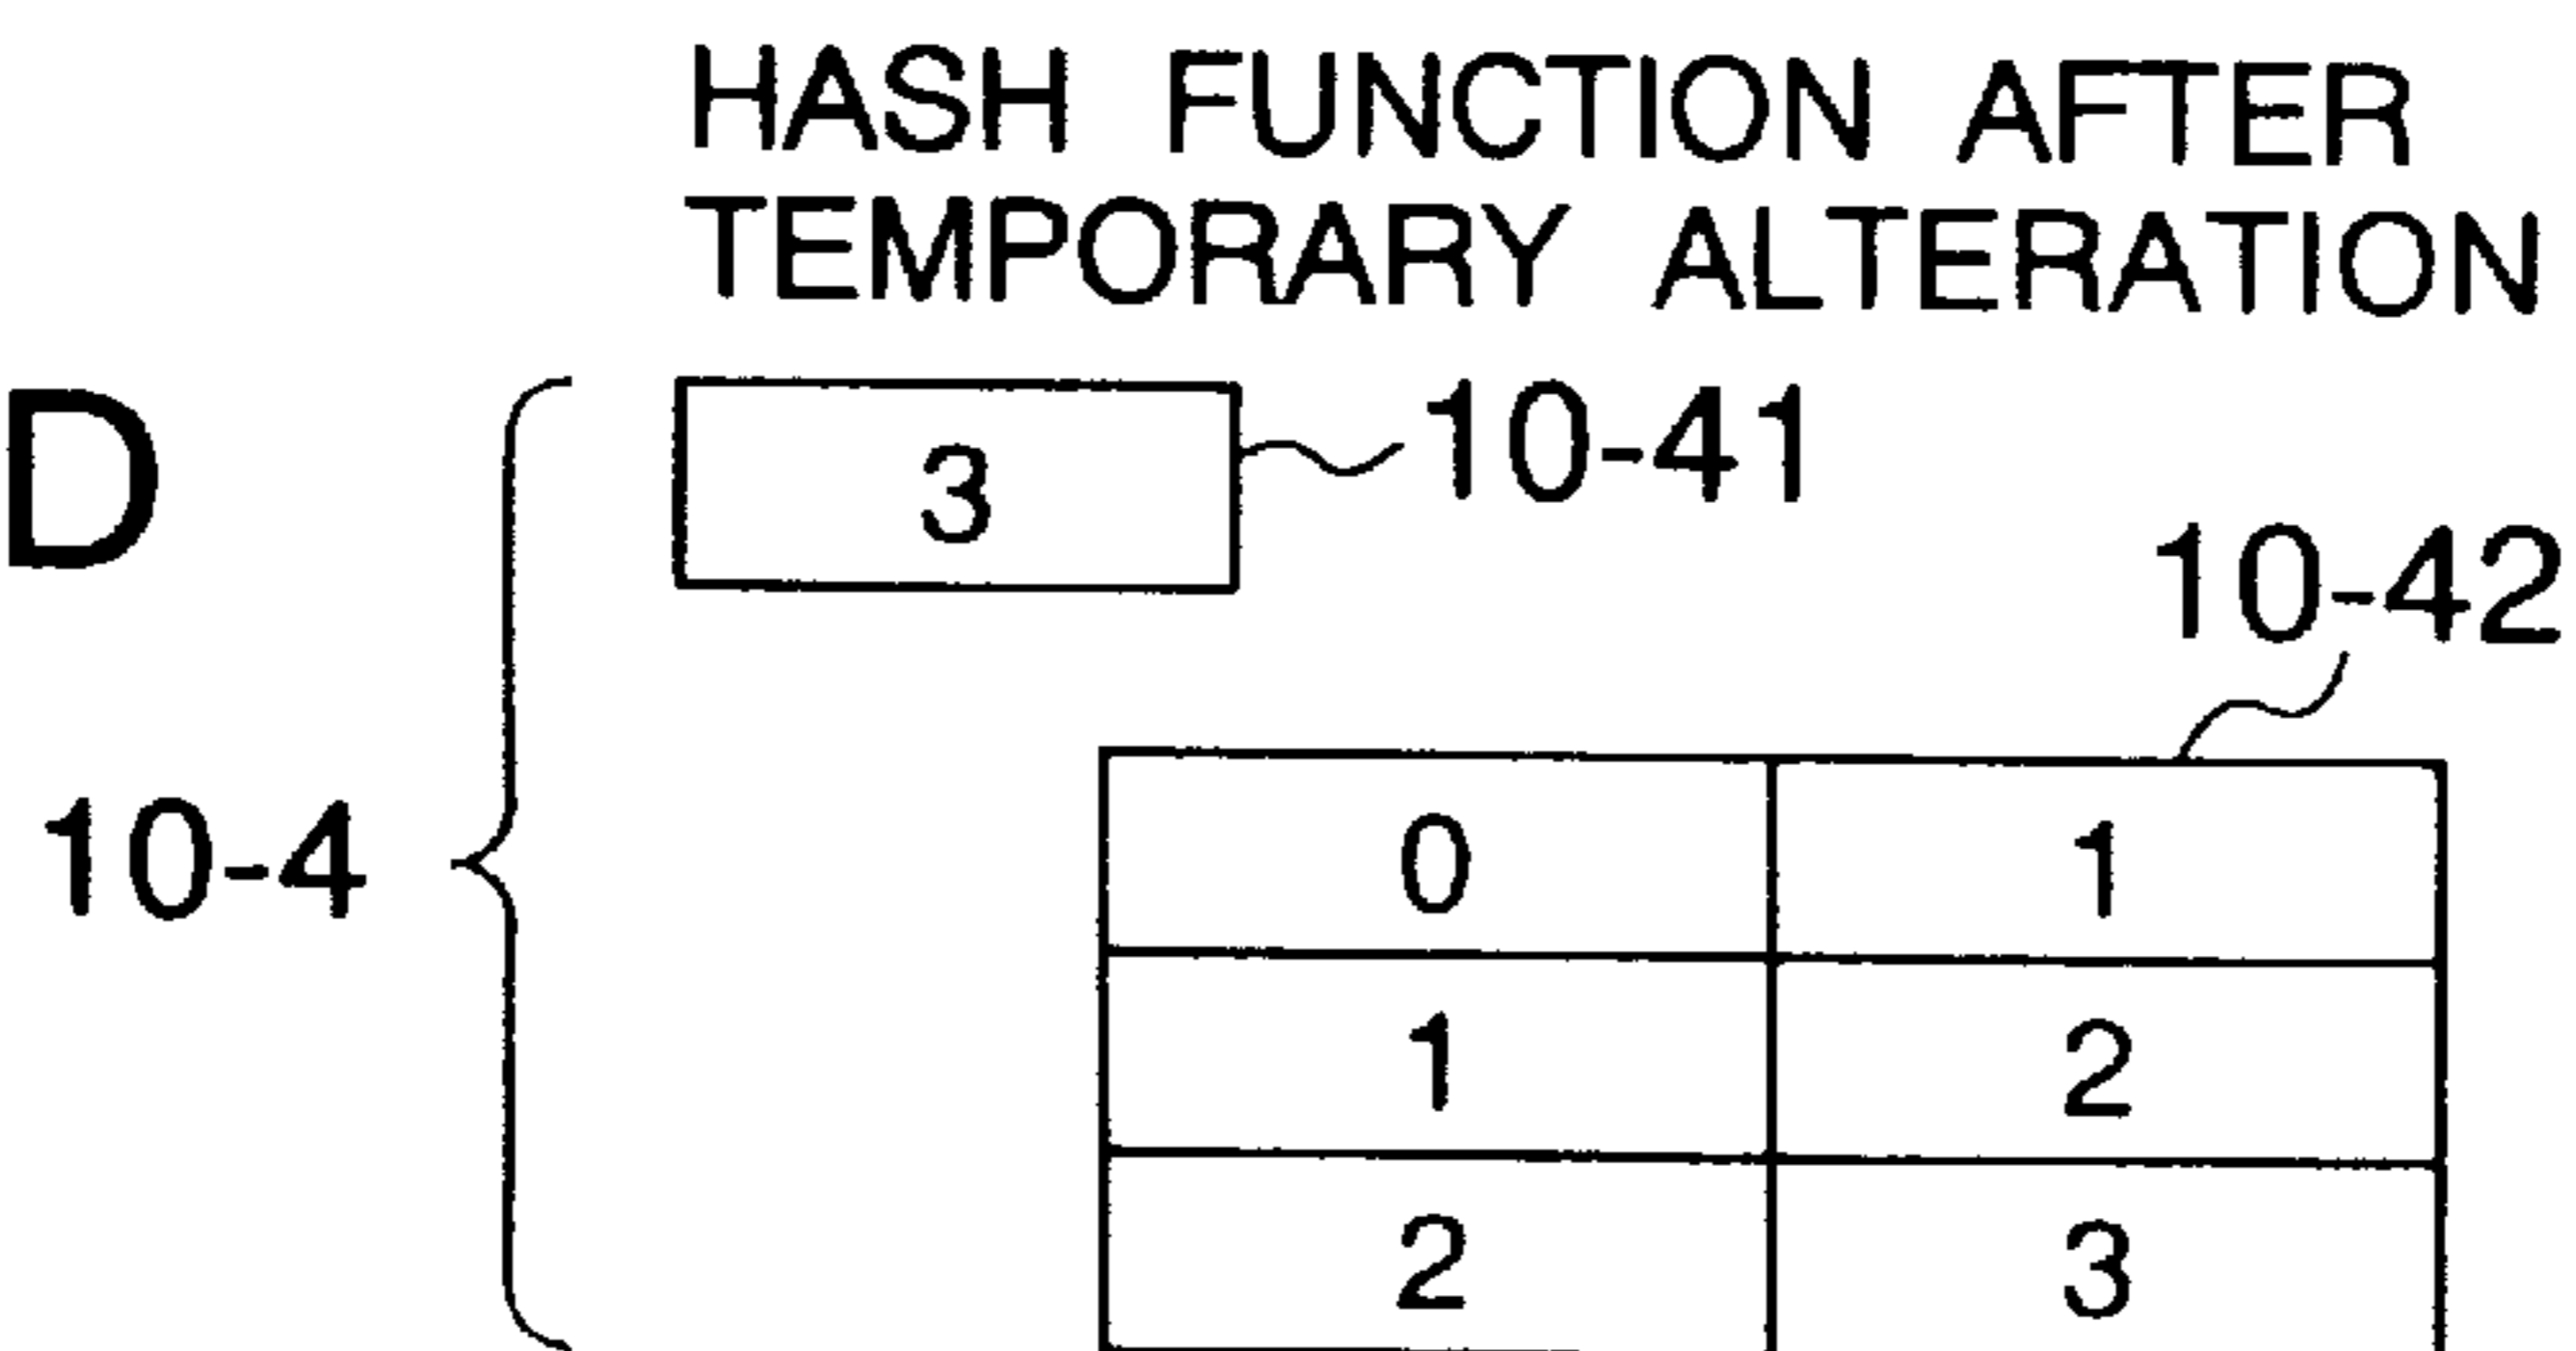 HASH FUNCTION AFTER
TEMPORARY ALTERATION
D
3
10-41
10-42
10-4
0 1
1 2
2 3